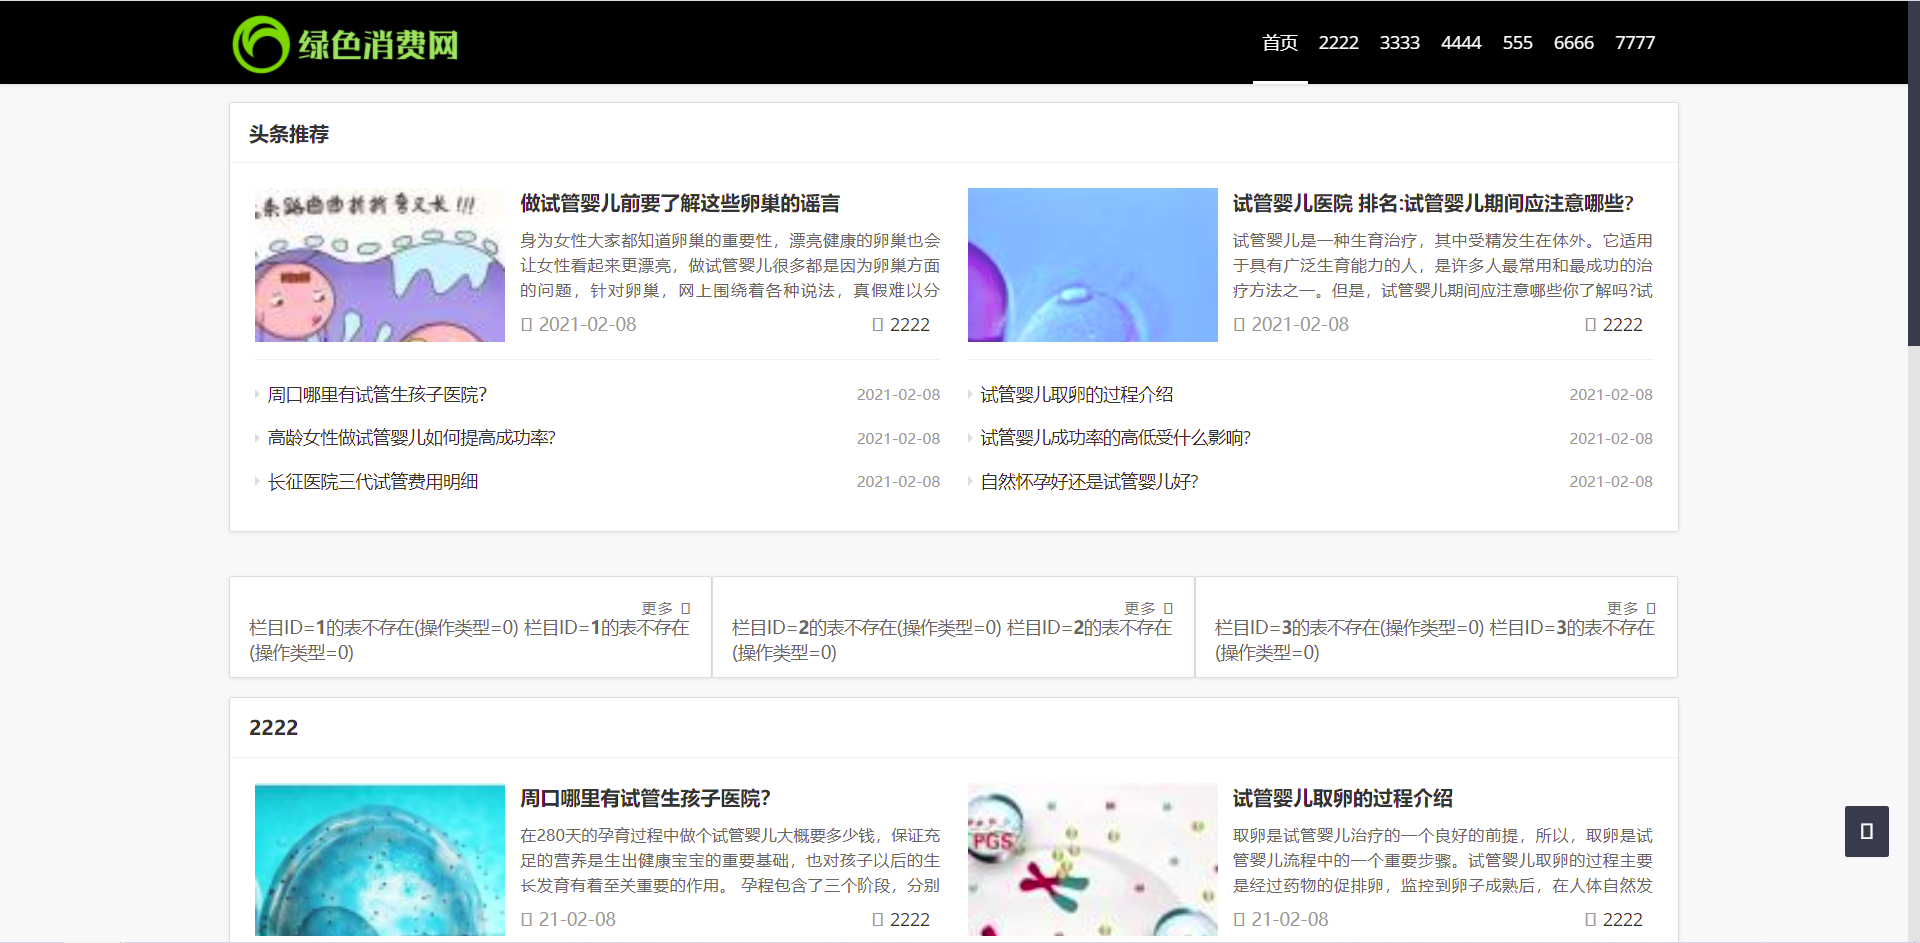 绿色消费网
首页 2222 3333 4444 555 6666 7777
头条推荐
条路曲曲折折弯又长!!!
做试管婴儿前要了解这些卵巢的谣言
身为女性大家都知道卵巢的重要性，漂亮健康的卵巢也会
让女性看起来更漂亮，做试管婴儿很多都是因为卵巢方面
的问题，针对卵巢，网上围绕着各种说法，真假难以分
2021-02-08 2222
试管婴儿医院 排名:试管婴儿期间应注意哪些?
试管婴儿是一种生育治疗，其中受精发生在体外。它适用
于具有广泛生育能力的人，是许多人最常用和最成功的治
疗方法之一。但是，试管婴儿期间应注意哪些你了解吗?试
2021-02-08 2222
周口哪里有试管生孩子医院? 2021-02-08
高龄女性做试管婴儿如何提高成功率? 2021-02-08
长征医院三代试管费用明细 2021-02-08
试管婴儿取卵的过程介绍 2021-02-08
试管婴儿成功率的高低受什么影响? 2021-02-08
自然怀孕好还是试管婴儿好? 2021-02-08
更多
栏目ID=1的表不存在(操作类型=0) 栏目ID=1的表不存在
(操作类型=0)
更多
栏目ID=2的表不存在(操作类型=0) 栏目ID=2的表不存在
(操作类型=0)
更多
栏目ID=3的表不存在(操作类型=0) 栏目ID=3的表不存在
(操作类型=0)
2222
周口哪里有试管生孩子医院?
在280天的孕育过程中做个试管婴儿大概要多少钱，保证充
足的营养是生出健康宝宝的重要基础，也对孩子以后的生
长发育有着至关重要的作用。 孕程包含了三个阶段，分别
21-02-08 2222
PGS
试管婴儿取卵的过程介绍
取卵是试管婴儿治疗的一个良好的前提，所以，取卵是试
管婴儿流程中的一个重要步骤。试管婴儿取卵的过程主要
是经过药物的促排卵，监控到卵子成熟后，在人体自然发
21-02-08 2222